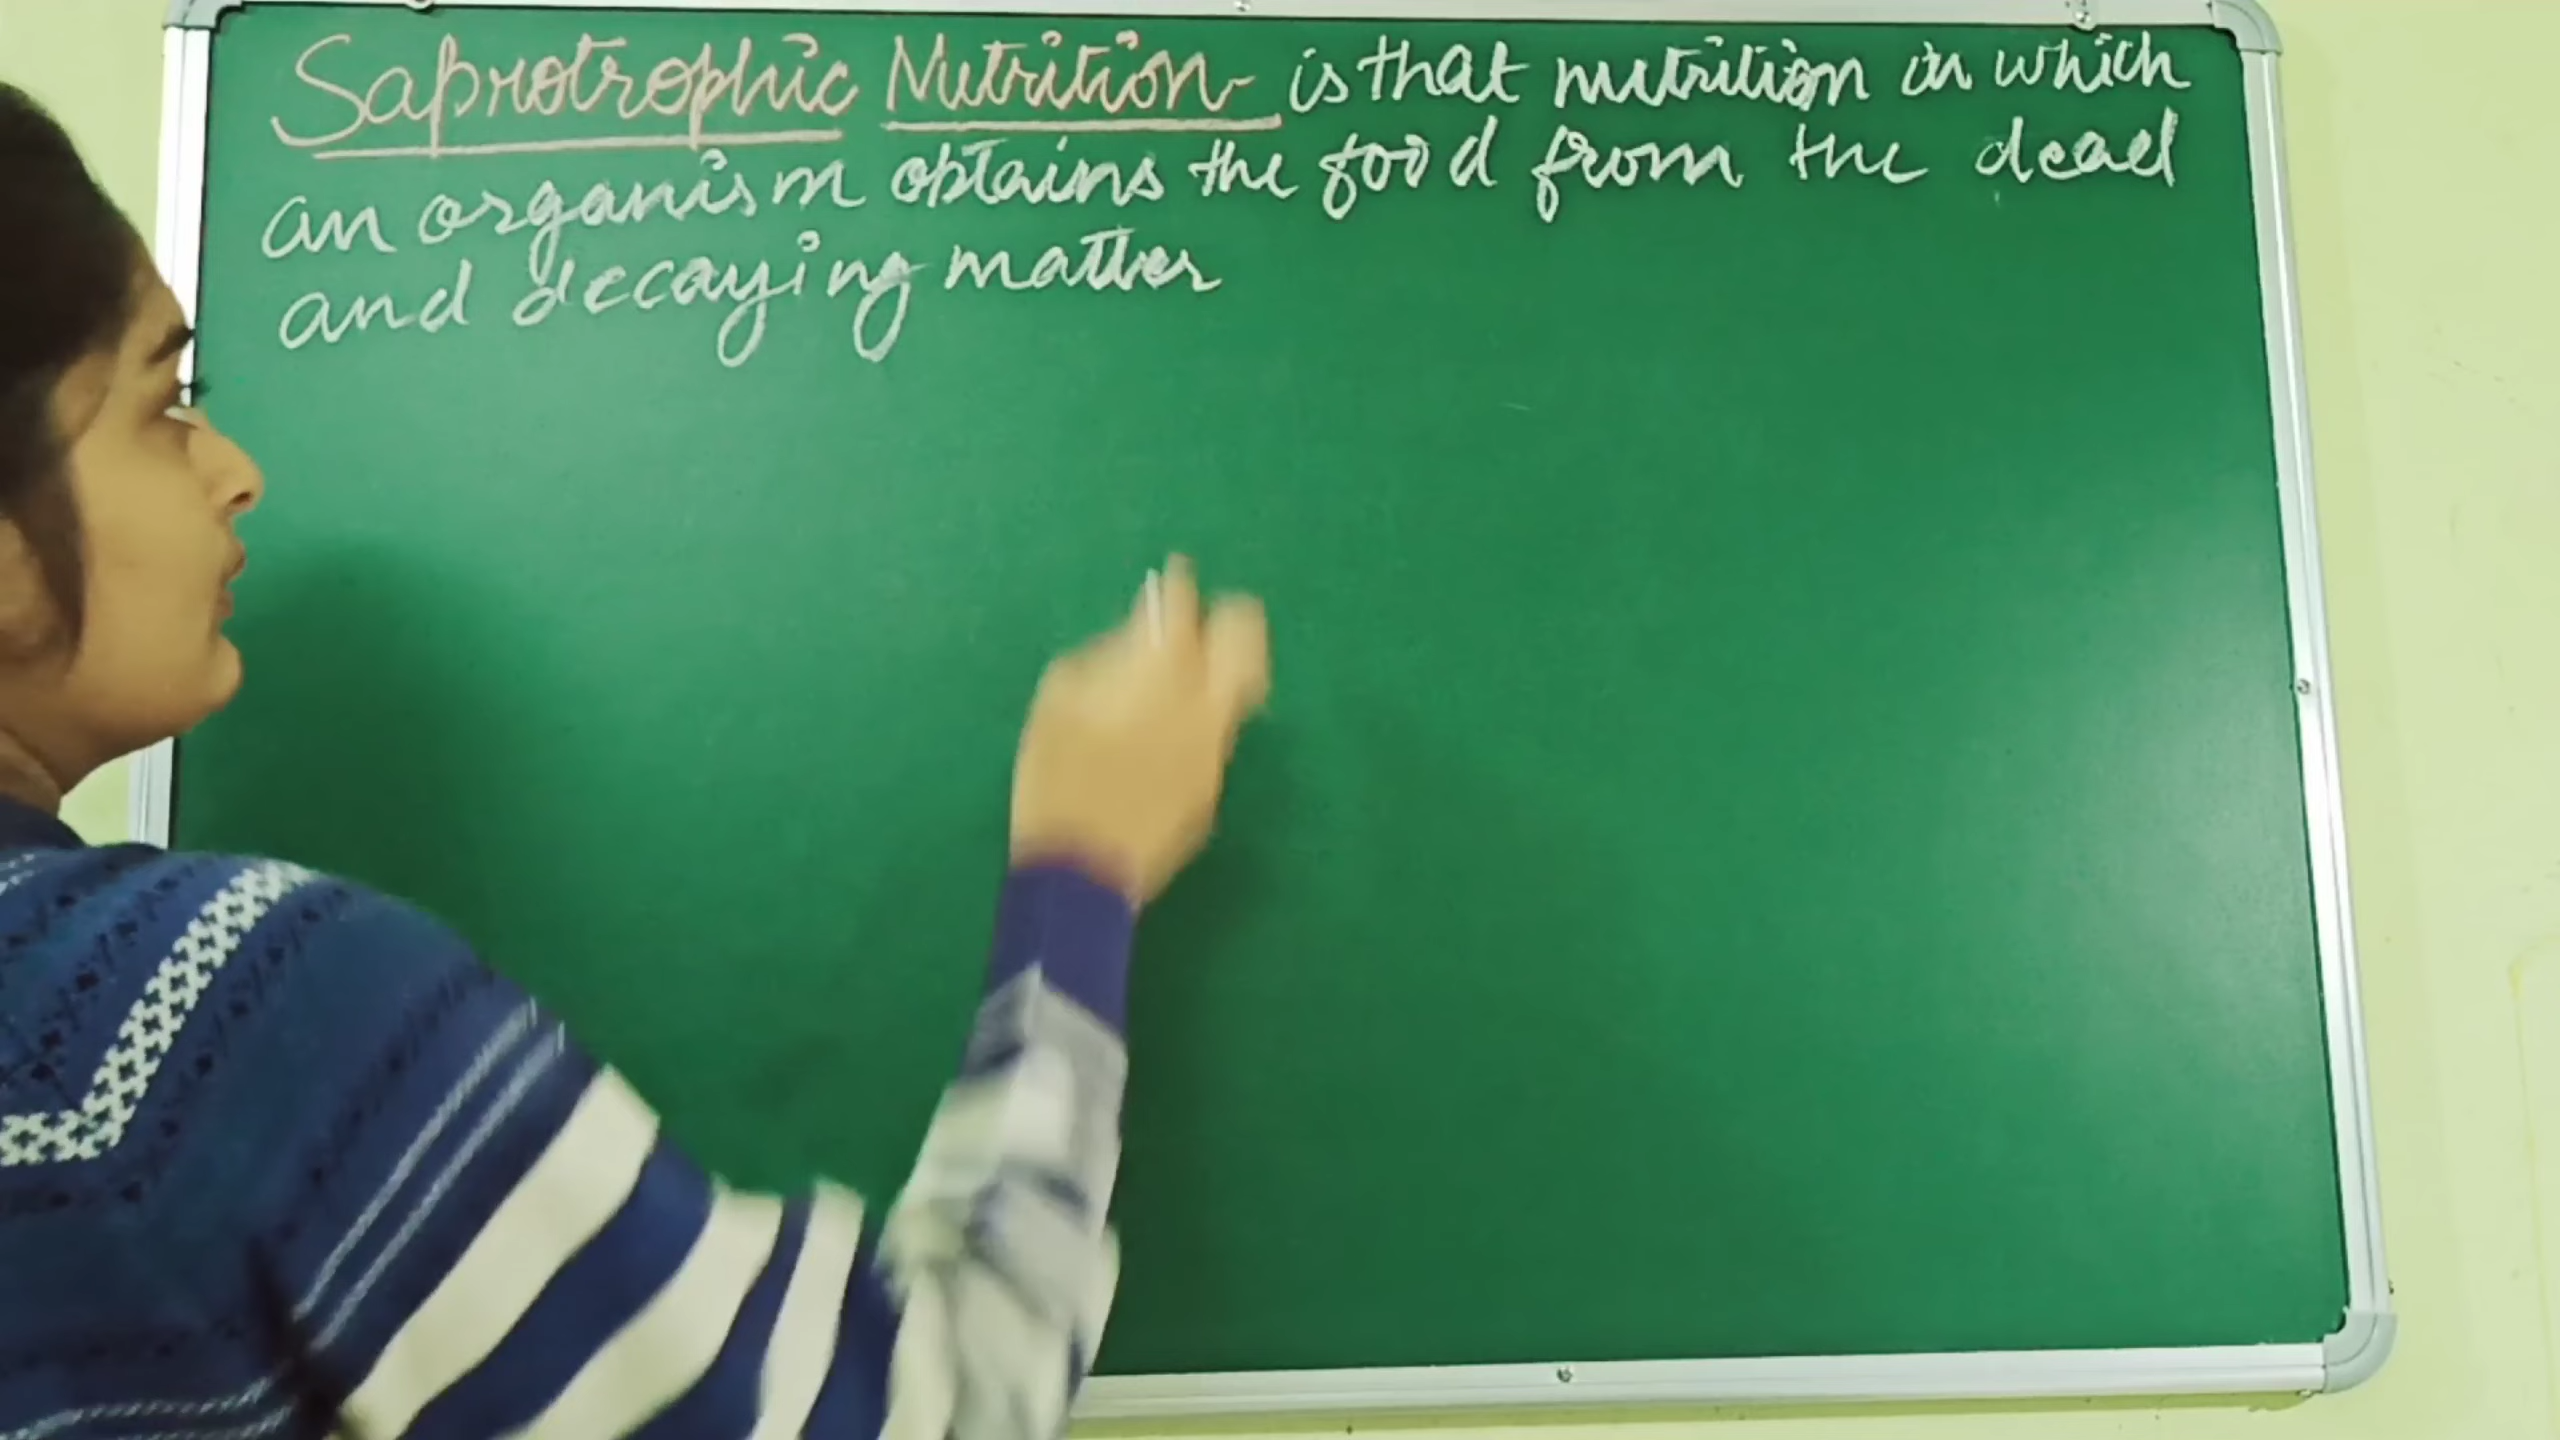 Saprotrophic Nutrition is that nutrition in which
an organism obtains the food from the dead
and decaying matter